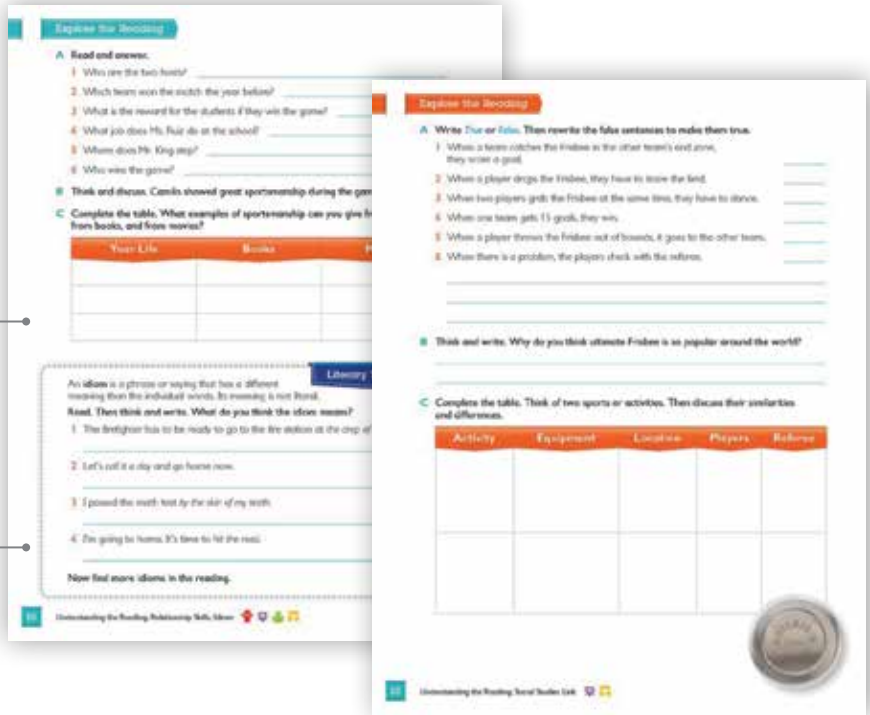 Explore the Reading
A Read and answer.
1 Who are the two hosts?
2 Which team won the match the year before?
3 What is the reward for the students if they win the game?
4 What job does Ms. Ruiz do at the school?
5 Where does Mr. King stop?
6 Who wins the game?
B Think and discuss. Camila showed great sportsmanship during the gam
C Complete the table. What examples of sportsmanship can you give fr
from books, and from movies?
Your Life Books
Literacy
An idiom is a phrase or saying that has a different
meaning than the individual words. Its meaning is not literal.
Read. Then think and write. What do you think the idiom means?
1 The firefighter has to be ready to go to the fire station at the crop of
2 Let's call it a day and go home now.
3 I passed the math test by the skin of my teeth.
4 I'm going to home. It's time to hit the road.
Now find more idioms in the reading.
Understanding the Reading, Relationship Skills, Idioms
Explore the Reading
A Write True or False. Then rewrite the false sentences to make them true.
1 When a team catches the Frisbee in the other team's end zone,
they score a goal.
2 When a player drops the Frisbee, they have to leave the field.
3 When two players grab the Frisbee at the same time, they have to dance.
4 When one team gets 15 goals, they win.
5 When a player throws the Frisbee out of bounds, it goes to the other team.
6 When there is a problem, the players check with the referee.
B Think and write. Why do you think ultimate Frisbee is so popular around the world?
C Complete the table. Think of two sports or activities. Then discuss their similarities
and differences.
Activity Equipment Location Players Referee
Understanding the Reading, Social Studies Link